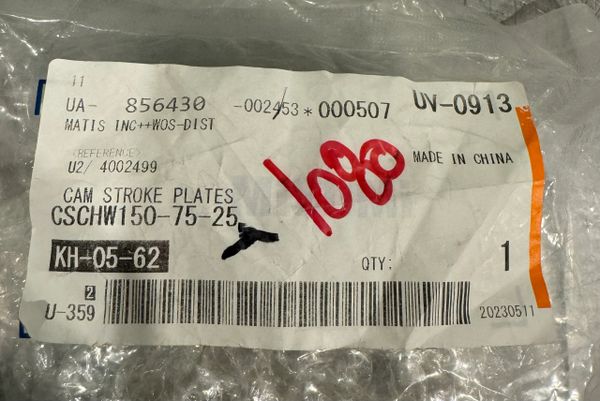 11
UA- 856430 -002453*000507 UV-0913
MATIS INC++WOS-DIST
<REFERENCE>
U2/ 4002499
MADE IN CHINA
1080
CAM STROKE PLATES
CSCHW150-75-25
KH-05-62
QTY: 1
2
U-359
20230511